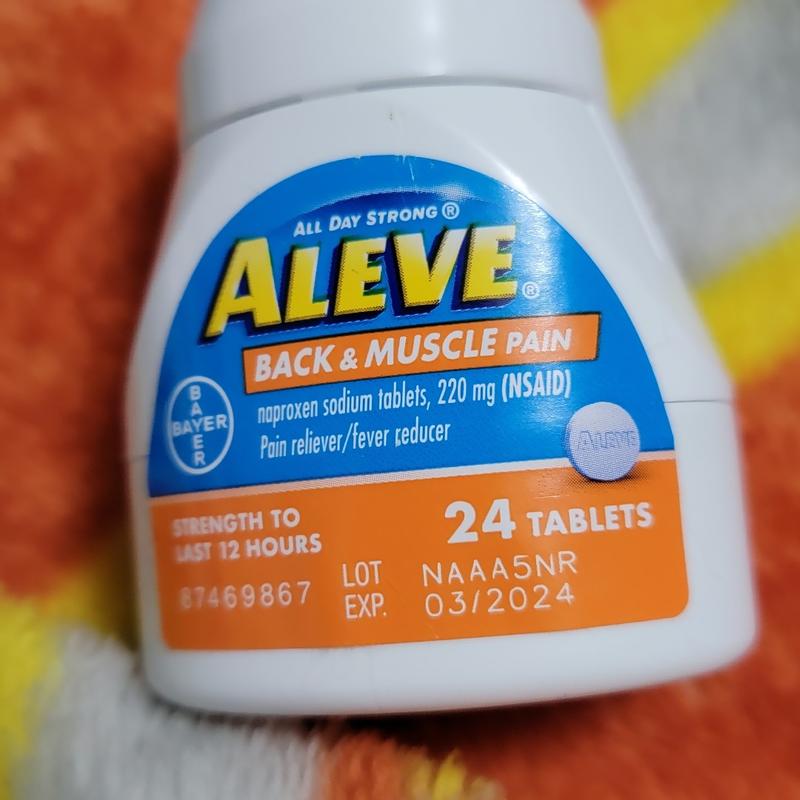 ALL DAY STRONG®
ALEVE®
BACK & MUSCLE PAIN
naproxen sodium tablets, 220 mg (NSAID)
Pain reliever/fever reducer
BAYER
BAYER
ALEVE
STRENGTH TO
LAST 12 HOURS
24 TABLETS
87469867
LOT NAAA5NR
EXP. 03/2024